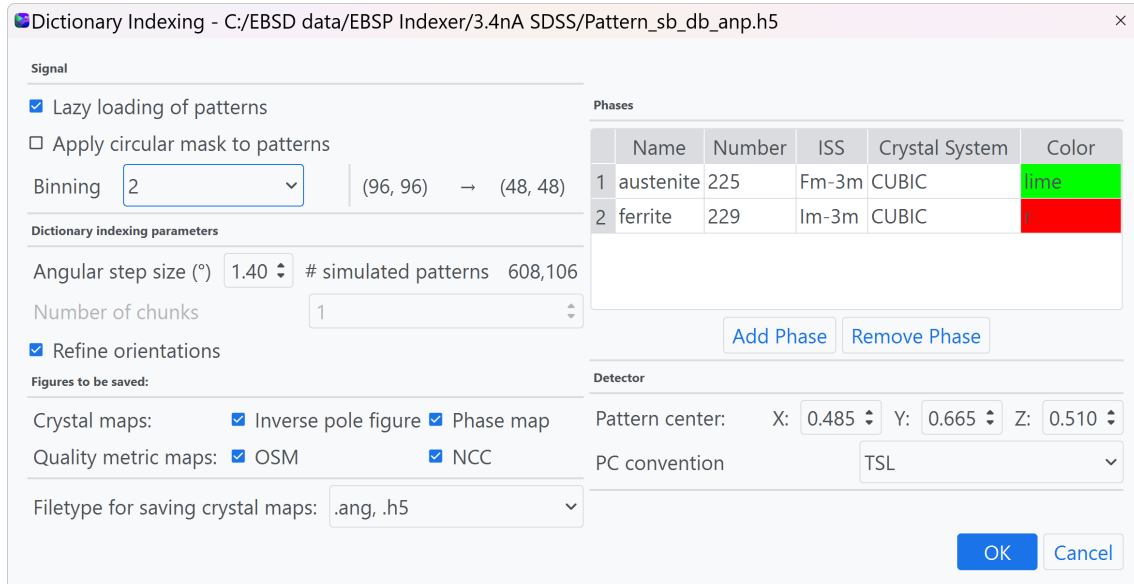 Dictionary Indexing - C:/EBSD data/EBSP Indexer/3.4nA SDSS/Pattern_sb_db_anp.h5
Signal
Lazy loading of patterns
Apply circular mask to patterns
Binning 2 (96, 96) → (48, 48)
Dictionary indexing parameters
Angular step size (°) 1.40 # simulated patterns 608,106
Number of chunks 1
Refine orientations
Figures to be saved:
Crystal maps: Inverse pole figure Phase map
Quality metric maps: OSM NCC
Filetype for saving crystal maps: .ang, .h5
Phases
Name Number ISS Crystal System Color
1 austenite 225 Fm-3m CUBIC lime
2 ferrite 229 Im-3m CUBIC r
Add Phase Remove Phase
Detector
Pattern center: X: 0.485 Y: 0.665 Z: 0.510
PC convention TSL
OK Cancel